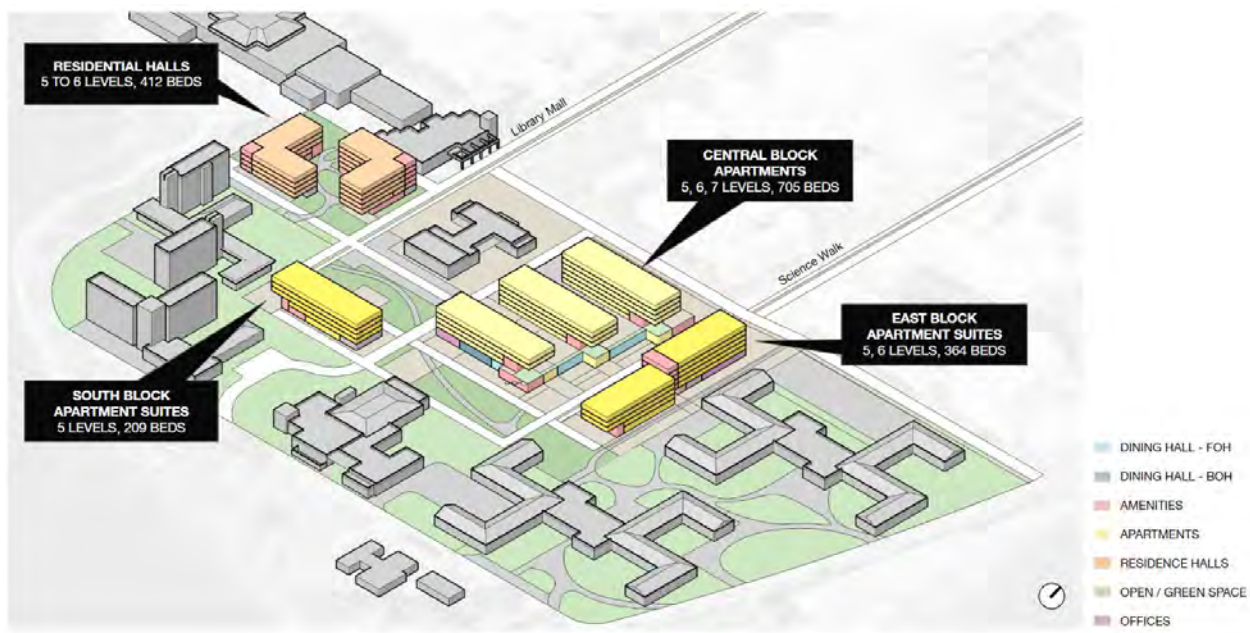 RESIDENTIAL HALLS
5 TO 6 LEVELS, 412 BEDS
Library Mall
CENTRAL BLOCK
APARTMENTS
5, 6, 7 LEVELS, 705 BEDS
Science Walk
EAST BLOCK
APARTMENT SUITES
5, 6 LEVELS, 364 BEDS
SOUTH BLOCK
APARTMENT SUITES
5 LEVELS, 209 BEDS
DINING HALL - FOH
DINING HALL - BOH
AMENITIES
APARTMENTS
RESIDENCE HALLS
OPEN / GREEN SPACE
OFFICES